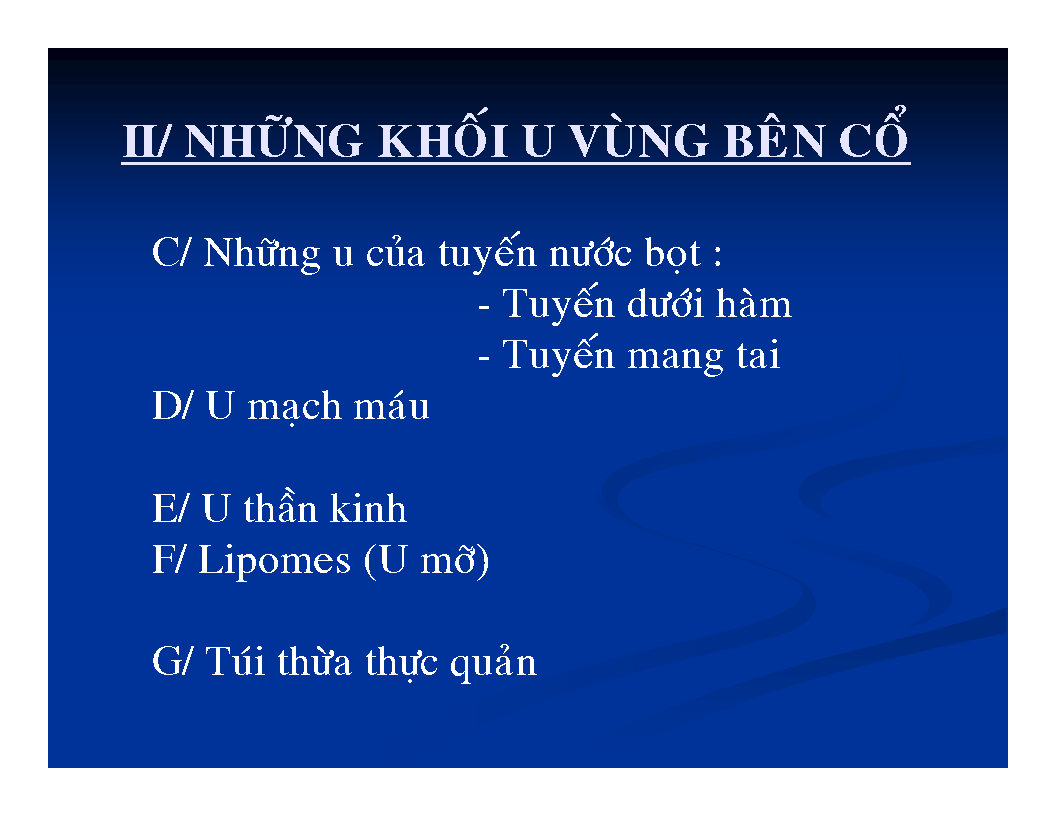 II/ NHỮNG KHỐI U VÙNG BÊN CỔ
C/ Những u của tuyến nước bọt :
- Tuyến dưới hàm
- Tuyến mang tai
D/ U mạch máu
E/ U thần kinh
F/ Lipomes (U mỡ)
G/ Túi thừa thực quản